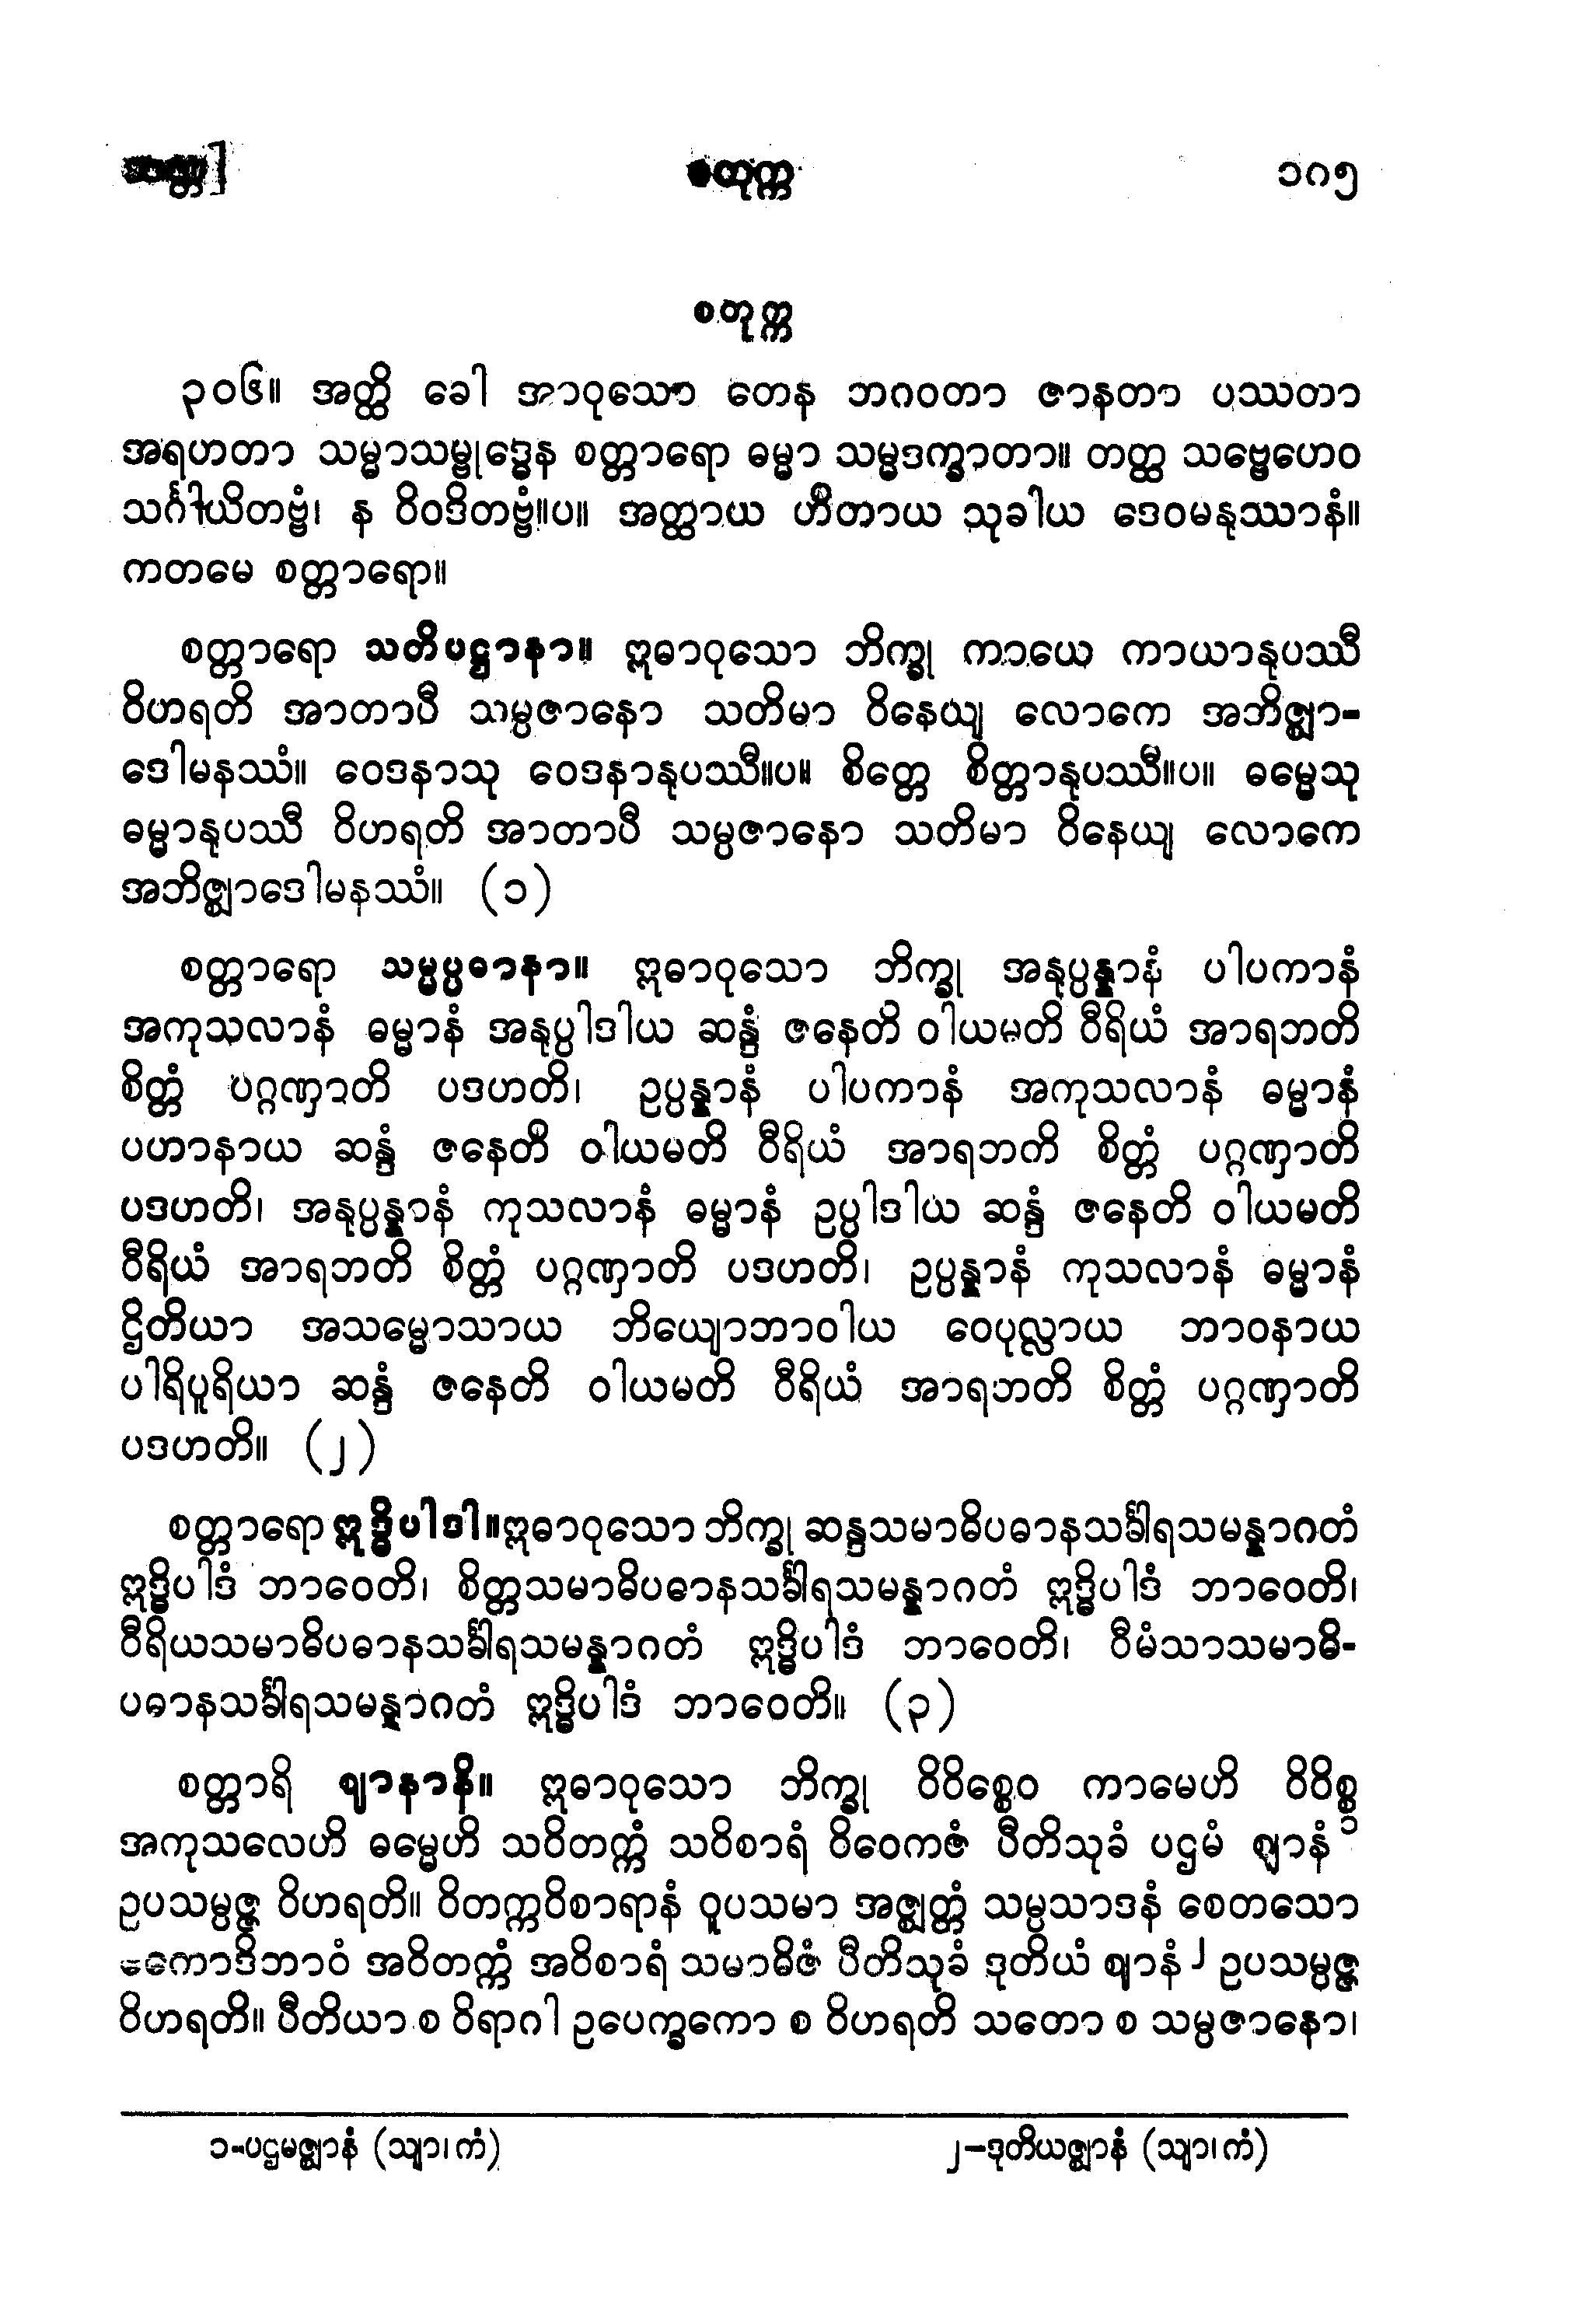 စတုက္က ၁၈၅
စတုက္က
၃၀၆။ အတ္ထိ ခေါ အာဝုသော တေန ဘဂဝတာ ဇာနတာ ပဿတာ
အရဟတာ သမ္မာသမ္ဗုဒ္ဓေန စတ္တာရော ဓမ္မာ သမ္မဒက္ခာတာ။ တတ္ထ သဗ္ဗေဟေဝ
သင်္ဂါယိတဗ္ဗံ၊ န ဝိဝဒိတဗ္ဗံ။ပ။ အတ္ထာယ ဟိတာယ သုခါယ ဒေဝမနုဿာနံ။
ကတမေ စတ္တာရော။
စတ္တာရော သတိပဋ္ဌာနာ။ ဣဓာဝုသော ဘိက္ခု ကာယေ ကာယာနုပဿီ
ဝိဟရတိ အာတာပီ သမ္ပဇာနော သတိမာ ဝိနေယျ လောကေ အဘိဇ္ဈာ-
ဒေါမနဿံ။ ဝေဒနာသု ဝေဒနာနုပဿီ။ပ။ စိတ္တေ စိတ္တာနုပဿီ။ပ။ ဓမ္မေသု
ဓမ္မာနုပဿီ ဝိဟရတိ အာတာပီ သမ္ပဇာနော သတိမာ ဝိနေယျ လောကေ
အဘိဇ္ဈာဒေါမနဿံ။ (၁)
စတ္တာရော သမ္မပ္ပဓာနာ။ ဣဓာဝုသော ဘိက္ခု အနုပ္ပန္နာနံ ပါပကာနံ
အကုသလာနံ ဓမ္မာနံ အနုပ္ပါဒါယ ဆန္ဒံ ဇနေတိ ဝါယမတိ ဝီရိယံ အာရဘတိ
စိတ္တံ ပဂ္ဂဏှာတိ ပဒဟတိ၊ ဥပ္ပန္နာနံ ပါပကာနံ အကုသလာနံ ဓမ္မာနံ
ပဟာနာယ ဆန္ဒံ ဇနေတိ ဝါယမတိ ဝီရိယံ အာရဘကိ စိတ္တံ ပဂ္ဂဏှာတိ
ပဒဟတိ၊ အနုပ္ပန္နာနံ ကုသလာနံ ဓမ္မာနံ ဥပ္ပါဒါယ ဆန္ဒံ ဇနေတိ ဝါယမတိ
ဝီရိယံ အာရဘတိ စိတ္တံ ပဂ္ဂဏှာတိ ပဒဟတိ၊ ဥပ္ပန္နာနံ ကုသလာနံ ဓမ္မာနံ
ဌိတိယာ အသမ္မောသာယ ဘိယျောဘာဝါယ ဝေပုလ္လာယ ဘာဝနာယ
ပါရိပူရိယာ ဆန္ဒံ ဇနေတိ ဝါယမတိ ဝီရိယံ အာရဘတိ စိတ္တံ ပဂ္ဂဏှာတိ
ပဒဟတိ။ (၂)
စတ္တာရော ဣဒ္ဓိပါဒါ။ ဣဓာဝုသော ဘိက္ခု ဆန္ဒသမာဓိပဓာနသင်္ခါရသမန္နာဂတံ
ဣဒ္ဓိပါဒံ ဘာဝေတိ၊ စိတ္တသမာဓိပဓာနသင်္ခါရသမန္နာဂတံ ဣဒ္ဓိပါဒံ ဘာဝေတိ၊
ဝီရိယသမာဓိပဓာနသင်္ခါရသမန္နာဂတံ ဣဒ္ဓိပါဒံ ဘာဝေတိ၊ ဝီမံသာသမာဓိ-
ပဓာနသင်္ခါရသမန္နာဂတံ ဣဒ္ဓိပါဒံ ဘာဝေတိ။ (၃)
စတ္တာရိ ဈာနာနိ။ ဣဓာဝုသော ဘိက္ခု ဝိဝိစ္စေဝ ကာမေဟိ ဝိဝိစ္စ
အကုသလေဟိ ဓမ္မေဟိ သဝိတက္ကံ သဝိစာရံ ဝိဝေကဇံ ပီတိသုခံ ပဌမံ ဈာနံ ၁
ဥပသမ္ပဇ္ဇ ဝိဟရတိ။ ဝိတက္ကဝိစာရာနံ ဝူပသမာ အဇ္ဈတ္တံ သမ္ပသာဒနံ စေတသော
ဧကောဒိဘာဝံ အဝိတက္ကံ အဝိစာရံ သမာဓိဇံ ပီတိသုခံ ဒုတိယံ ဈာနံ ၂ ဥပသမ္ပဇ္ဇ
ဝိဟရတိ။ ပီတိယာ စ ဝိရာဂါ ဥပေက္ခကော စ ဝိဟရတိ သတော စ သမ္ပဇာနော၊
၁-ပဌမဇ္ဈာနံ (သျာ၊ကံ) ၂-ဒုတိယဇ္ဈာနံ (သျာ၊ကံ)